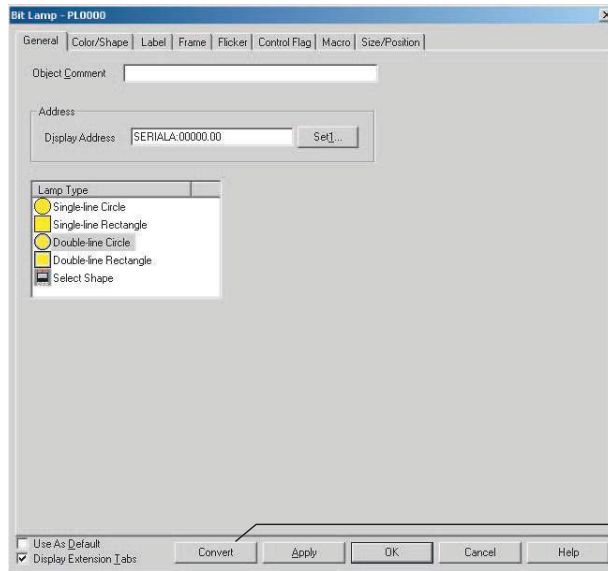 Bit Lamp - PL0000
General Color/Shape Label Frame Flicker Control Flag Macro Size/Position
Object Comment
Address
Display Address SERIALA:00000.00 Set1...
Lamp Type
Single-line Circle
Single-line Rectangle
Double-line Circle
Double-line Rectangle
Select Shape
Use As Default
Display Extension Tabs
Convert Apply OK Cancel Help